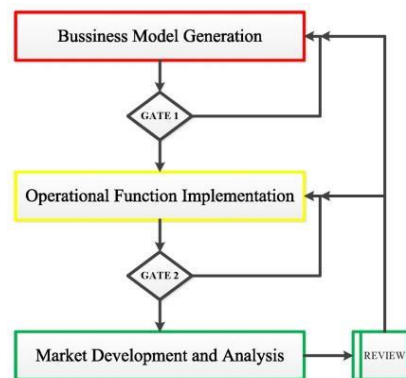 Bussiness Model Generation
GATE 1
Operational Function Implementation
GATE 2
Market Development and Analysis
REVIEW